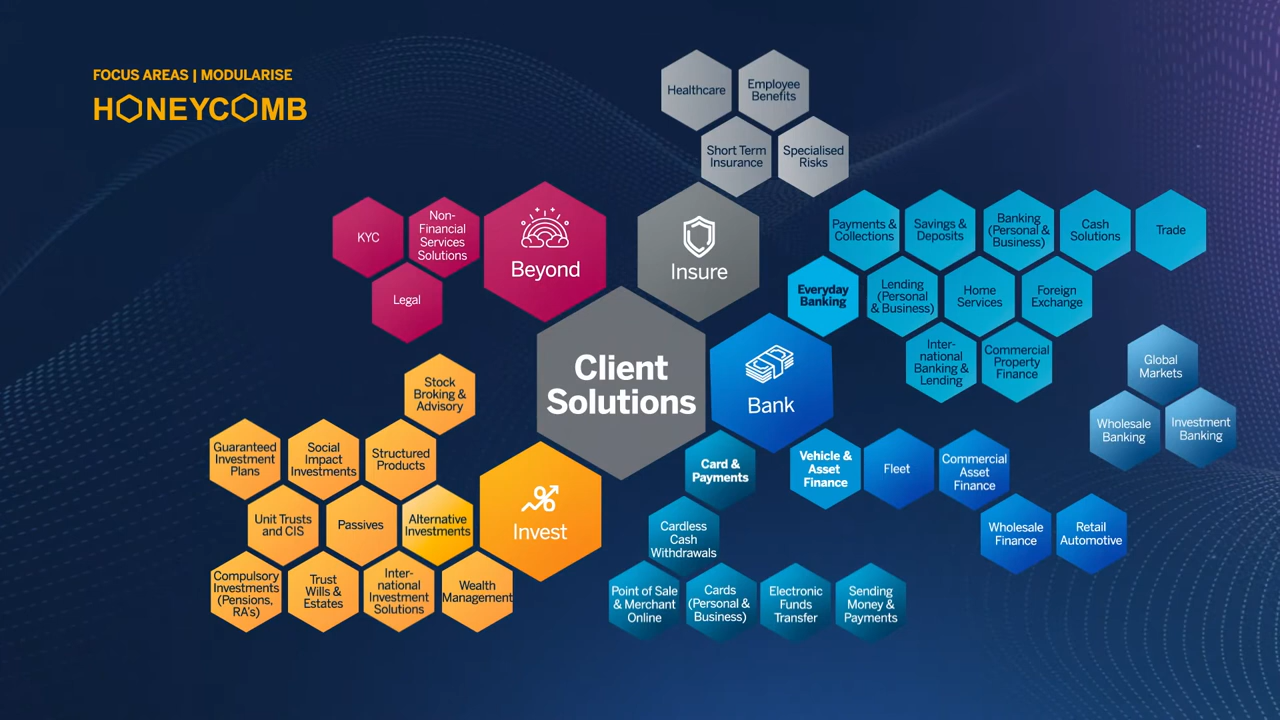 FOCUS AREAS | MODULARISE
HONEYCOMB
Healthcare
Employee
Benefits
Short Term
Insurance
Specialised
Risks
KYC
Non-
Financial
Services
Solutions
Legal
Beyond
Insure
Payments &
Collections
Savings &
Deposits
Banking
(Personal &
Business)
Cash
Solutions
Trade
Everyday
Banking
Lending
(Personal
& Business)
Home
Services
Foreign
Exchange
Inter-
national
Banking &
Lending
Commercial
Property
Finance
Global
Markets
Wholesale
Banking
Investment
Banking
Client
Solutions
Bank
Stock
Broking &
Advisory
Guaranteed
Investment
Plans
Social
Impact
Investments
Structured
Products
Unit Trusts
and CIS
Passives
Alternative
Investments
Invest
Compulsory
Investments
(Pensions,
RA's)
Trust
Wills &
Estates
Inter-
national
Investment
Solutions
Wealth
Management
Card &
Payments
Vehicle &
Asset
Finance
Fleet
Commercial
Asset
Finance
Wholesale
Finance
Retail
Automotive
Cardless
Cash
Withdrawals
Point of Sale
& Merchant
Online
Cards
(Personal &
Business)
Electronic
Funds
Transfer
Sending
Money &
Payments